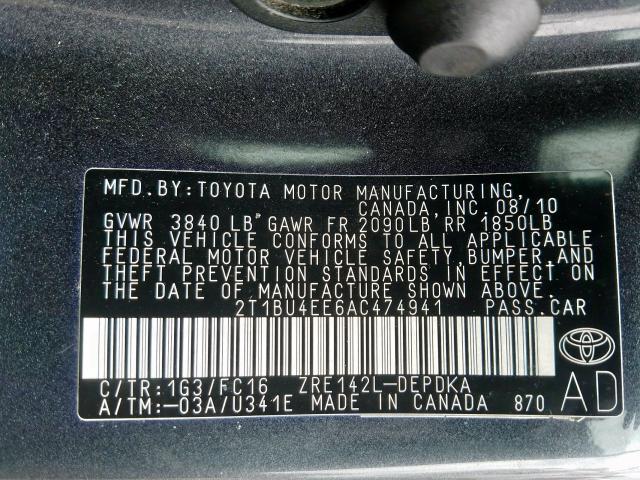 MFD. BY: TOYOTA MOTOR MANUFACTURING,
CANADA, INC. 08/10
GVWR 3840 LB GAWR FR 2090LB RR 1850LB
THIS VEHICLE CONFORMS TO ALL APPLICABLE
FEDERAL MOTOR VEHICLE SAFETY, BUMPER, AND
THEFT PREVENTION STANDARDS IN EFFECT ON
THE DATE OF MANUFACTURE SHOWN ABOVE.
2T1BU4EE6AC474941 PASS. CAR
C/TR: 1G3/FC16 ZRE142L-DEPDKA
A/TM: -03A/U341E MADE IN CANADA 870
AD